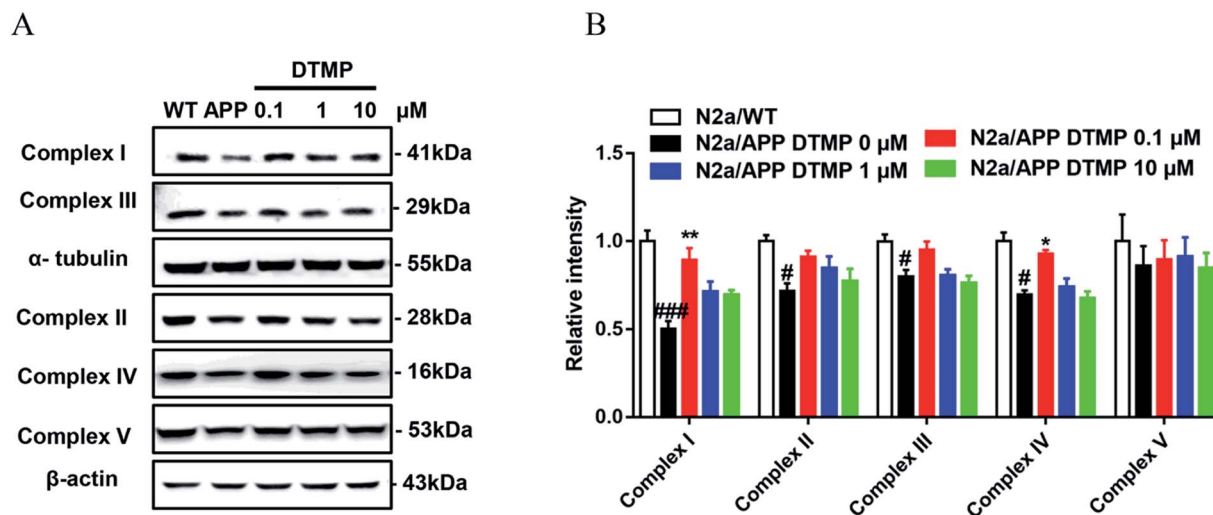 A
DTMP
WT APP 0.1 1 10 µM
Complex I - 41kDa
Complex III - 29kDa
α- tubulin - 55kDa
Complex II - 28kDa
Complex IV - 16kDa
Complex V - 53kDa
β-actin - 43kDa
B
N2a/WT
N2a/APP DTMP 0 µM
N2a/APP DTMP 0.1 µM
N2a/APP DTMP 1 µM
N2a/APP DTMP 10 µM
Relative intensity
1.5
1.0
0.5
0.0
###
**
#
#
#
*
Complex I
Complex II
Complex III
Complex IV
Complex V